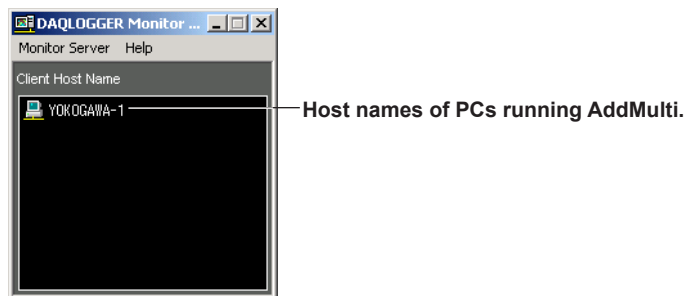 DAQLOGGER Monitor ...
Monitor Server Help
Client Host Name
YOKOGAWA-1
Host names of PCs running AddMulti.